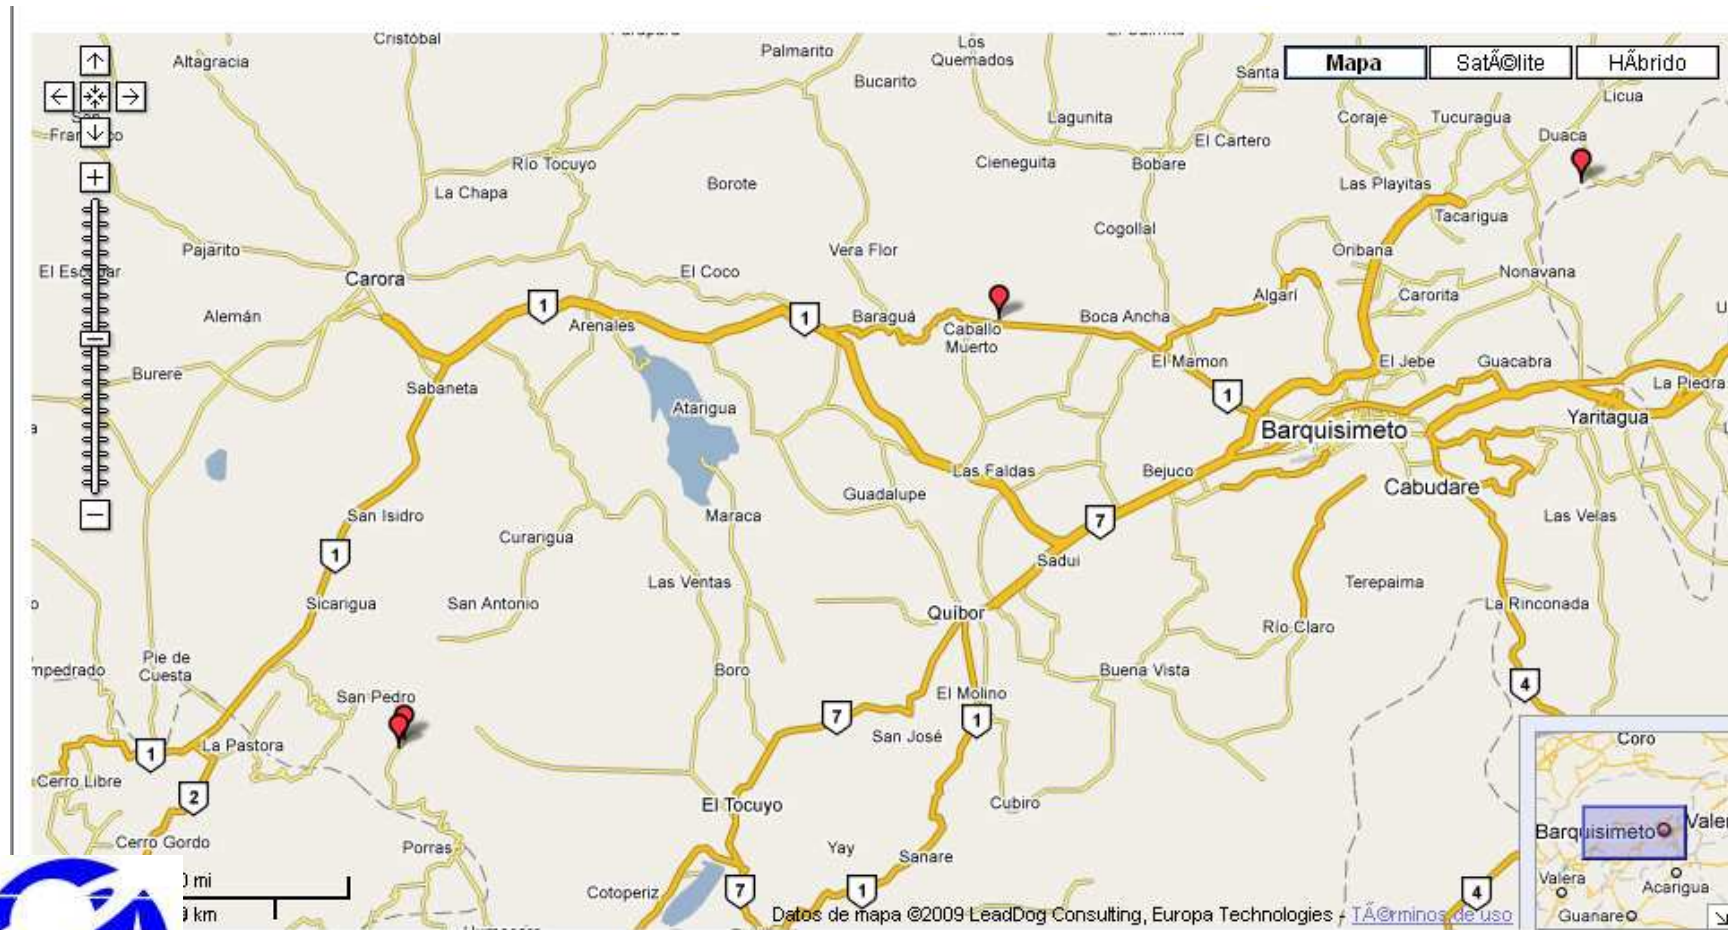 Cristóbal
Palmarito
Los
Quemados
Altagracia
Bucarito
Santa
Mapa
SatÃ©lite
HÃbrido
Licua
Lagunita
Coraje
Tucuragua
Duaca
El Cartero
Río Tocuyo
Cieneguita
Bobare
La Chapa
Borote
Las Playitas
Tacarigua
Cogollal
Pajarito
Vera Flor
Oribana
El Coco
Nonavana
Carora
Algarí
Carorita
Alemán
1
Arenales
1
Baraguá
Caballo
Muerto
Boca Ancha
El Mamon
El Jebe
Guacabra
Burere
Sabaneta
1
La Piedra
Atarigua
Yaritagua
Barquisimeto
Las Faldas
Bejuco
Cabudare
Guadalupe
San Isidro
Maraca
7
Las Velas
Curarigua
1
Sadui
Las Ventas
Terepaima
Sicarigua
San Antonio
Quíbor
La Rinconada
Río Claro
Pie de
Cuesta
mpedrado
Boro
Buena Vista
San Pedro
El Molino
4
7
1
San José
La Pastora
1
Coro
Cerro Libre
2
El Tocuyo
Cubiro
Barquisimeto
Cerro Gordo
Porras
Yay
Sanare
Valera
mi
km
Cotoperiz
7
1
4
Acarigua
Guanare
Datos de mapa ©2009 LeadDog Consulting, Europa Technologies - TÃ©rminos de uso